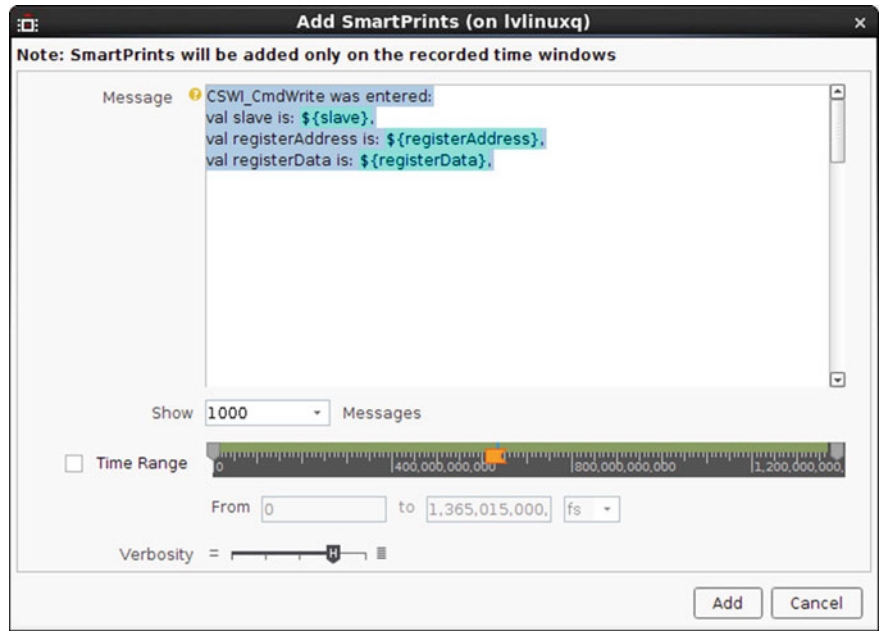 Add SmartPrints (on lvlinuxq)
×
Note: SmartPrints will be added only on the recorded time windows
Message
?
CSWI_CmdWrite was entered:
val slave is: ${slave},
val registerAddress is: ${registerAddress},
val registerData is: ${registerData},
Show 1000 Messages
Time Range
0 |400,000,000,000 |800,000,000,000 |1,200,000,000,
From 0 to 1,365,015,000, fs
Verbosity H
Add Cancel